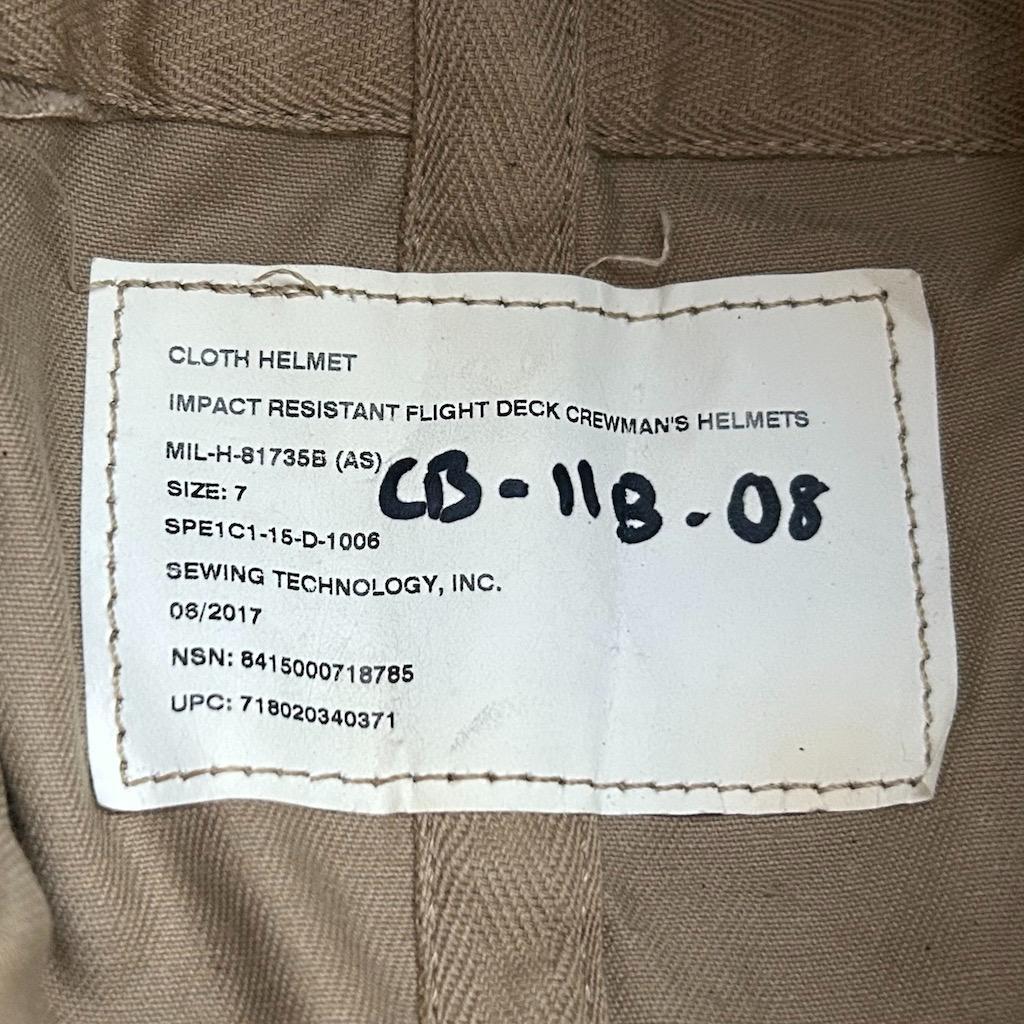 CLOTH HELMET
IMPACT RESISTANT FLIGHT DECK CREWMAN'S HELMETS
MIL-H-81735B (AS)
CB-11B-08
SIZE: 7
SPE1C1-15-D-1006
SEWING TECHNOLOGY, INC.
06/2017
NSN: 8415000718785
UPC: 718020340371